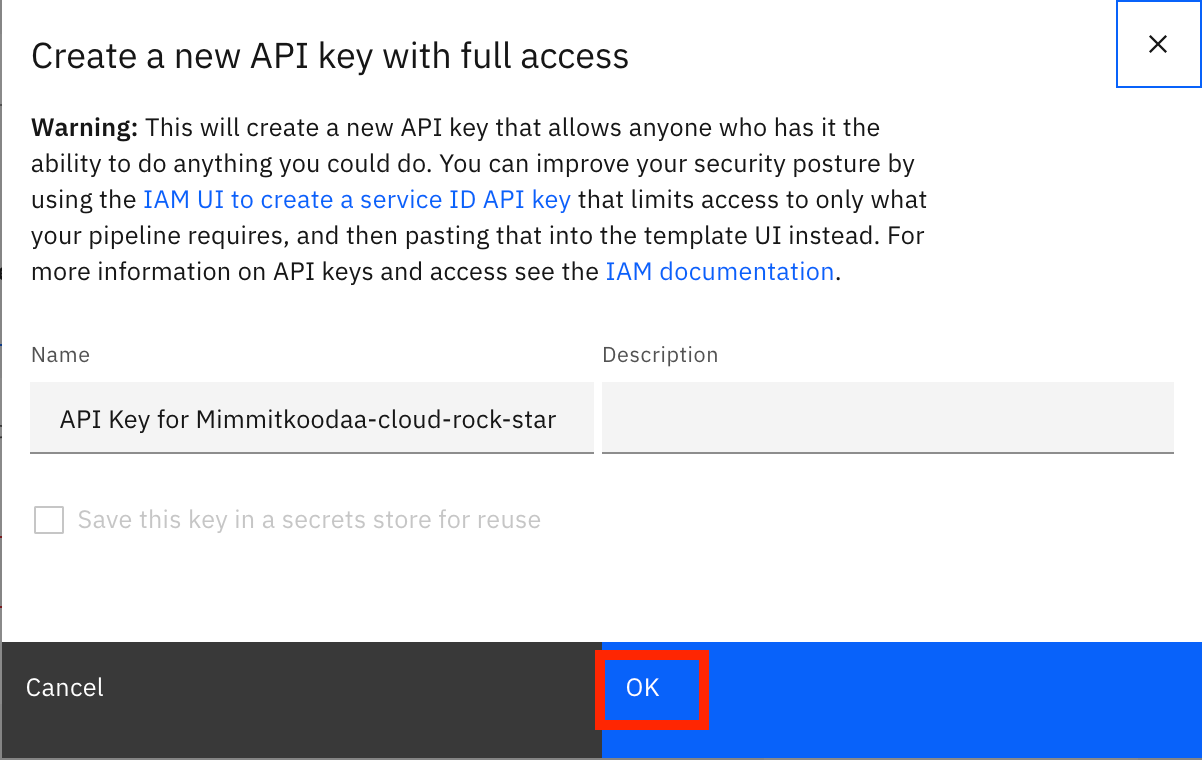 Create a new API key with full access
Warning: This will create a new API key that allows anyone who has it the
ability to do anything you could do. You can improve your security posture by
using the IAM UI to create a service ID API key that limits access to only what
your pipeline requires, and then pasting that into the template UI instead. For
more information on API keys and access see the IAM documentation.
Name
Description
API Key for Mimmitkoodaa-cloud-rock-star
Save this key in a secrets store for reuse
Cancel
OK